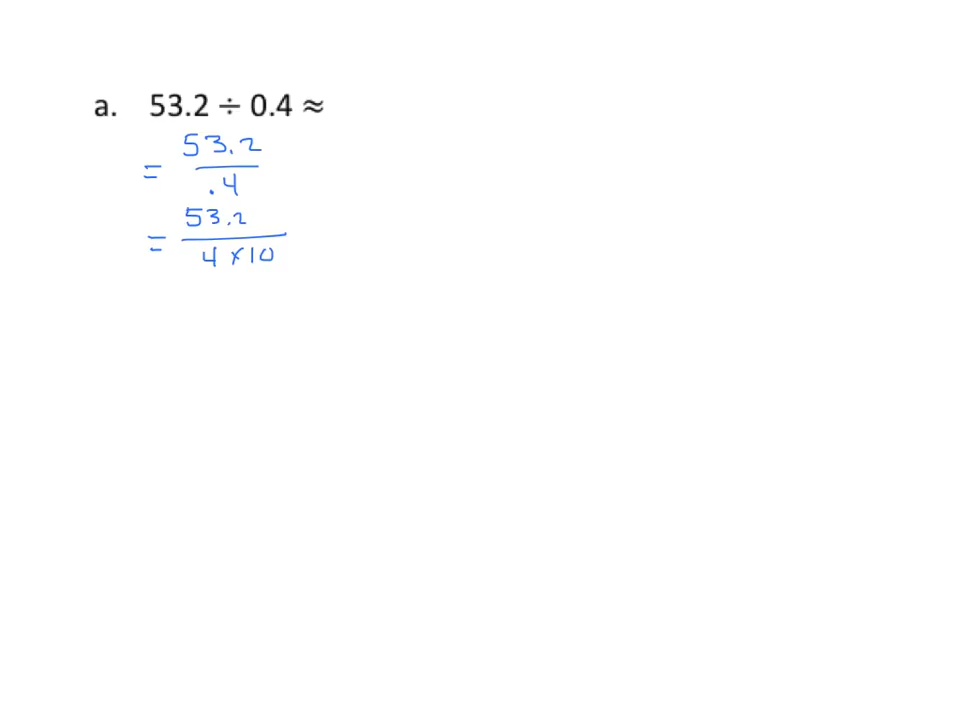 a. 53.2 ÷ 0.4 ≈
= 53.2 / .4
= 53.2 / 4 × 10